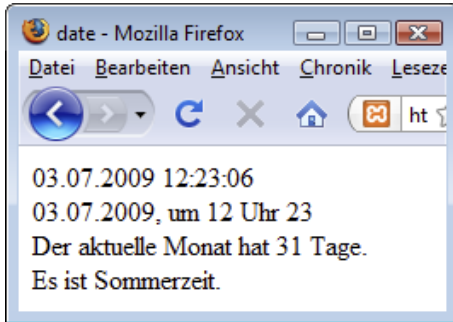 date - Mozilla Firefox
Datei Bearbeiten Ansicht Chronik Leseze
ht
03.07.2009 12:23:06
03.07.2009, um 12 Uhr 23
Der aktuelle Monat hat 31 Tage.
Es ist Sommerzeit.